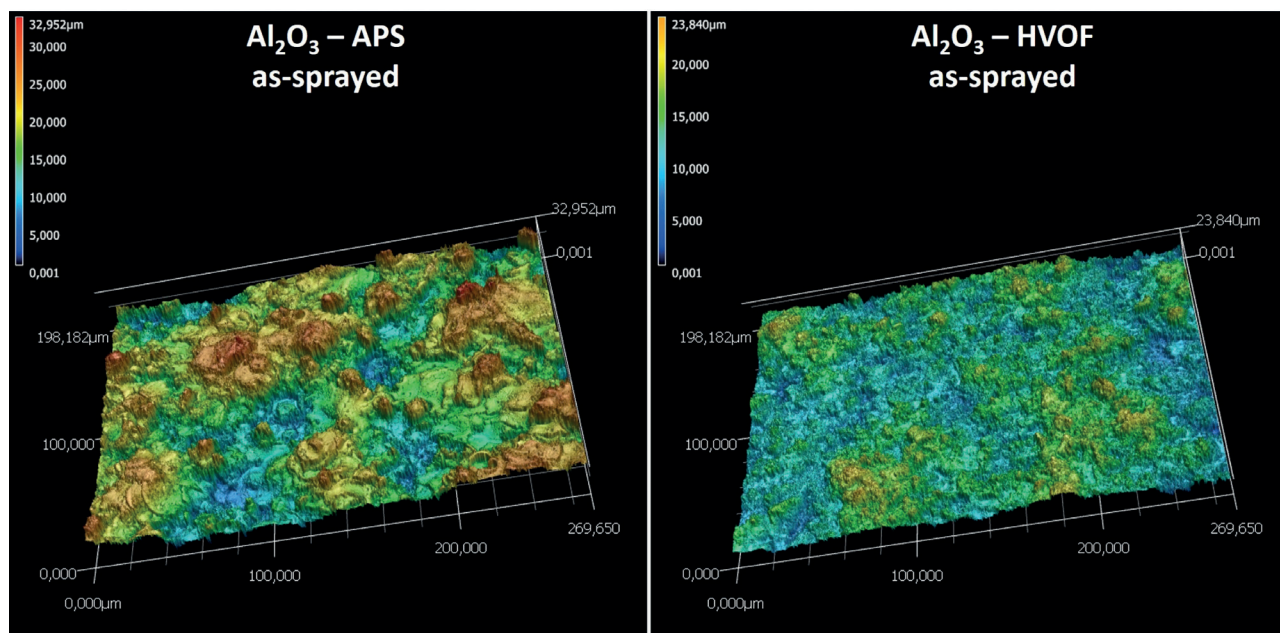 32,952µm
30,000
25,000
20,000
15,000
10,000
5,000
0,001
Al₂O₃ – APS
as-sprayed
32,952µm
0,001
198,182µm
100,000
0,000
0,000µm
100,000
200,000
269,650
23,840µm
20,000
15,000
10,000
5,000
0,001
Al₂O₃ – HVOF
as-sprayed
23,840µm
0,001
198,182µm
100,000
0,000
0,000µm
100,000
200,000
269,650